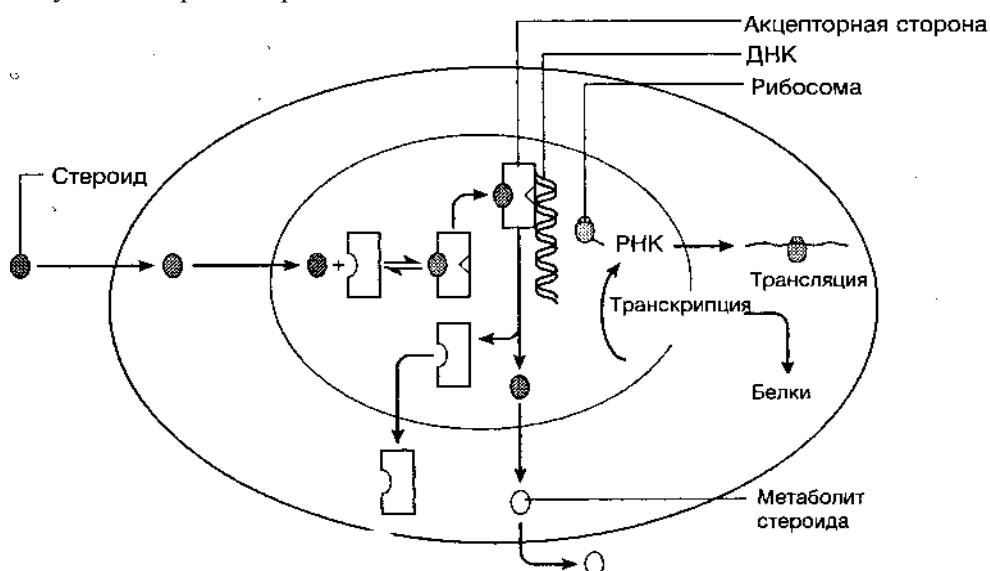 Акцепторная сторона
ДНК
Рибосома
Стероид
+
РНК
Трансляция
Транскрипция
Белки
Метаболит
стероида